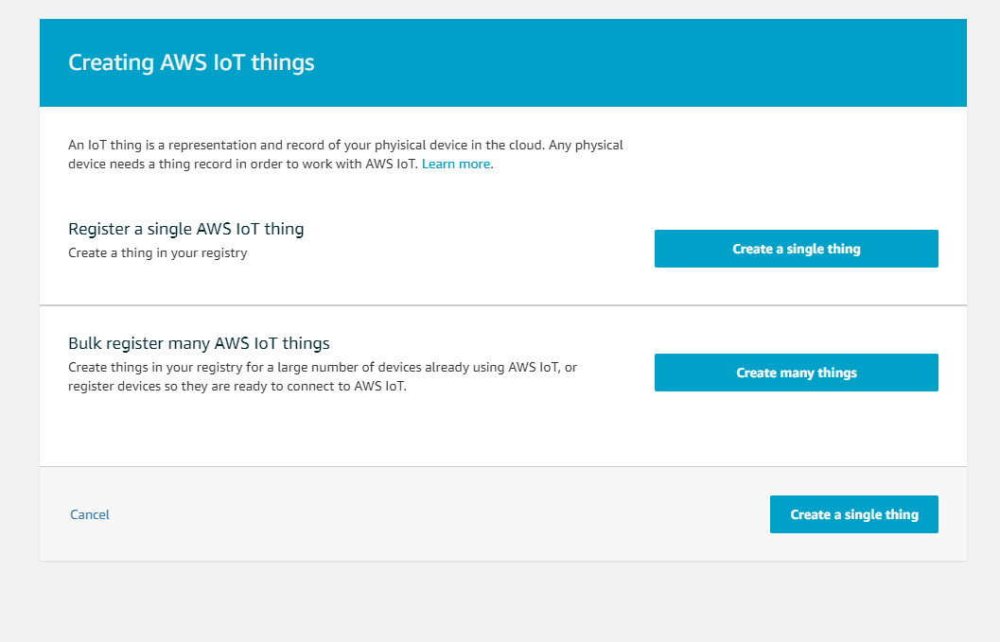 Creating AWS IoT things
An IoT thing is a representation and record of your phyisical device in the cloud. Any physical
device needs a thing record in order to work with AWS IoT. Learn more.
Register a single AWS IoT thing
Create a thing in your registry
Create a single thing
Bulk register many AWS IoT things
Create things in your registry for a large number of devices already using AWS IoT, or
register devices so they are ready to connect to AWS IoT.
Create many things
Cancel
Create a single thing